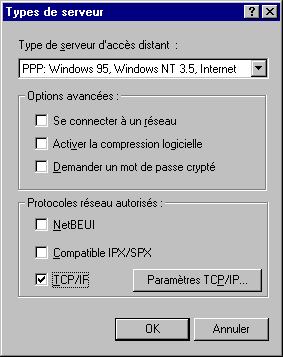 Types de serveur
Type de serveur d'accès distant :
PPP: Windows 95, Windows NT 3.5, Internet
Options avancées :
Se connecter à un réseau
Activer la compression logicielle
Demander un mot de passe crypté
Protocoles réseau autorisés :
NetBEUI
Compatible IPX/SPX
TCP/IP
Paramètres TCP/IP...
OK
Annuler